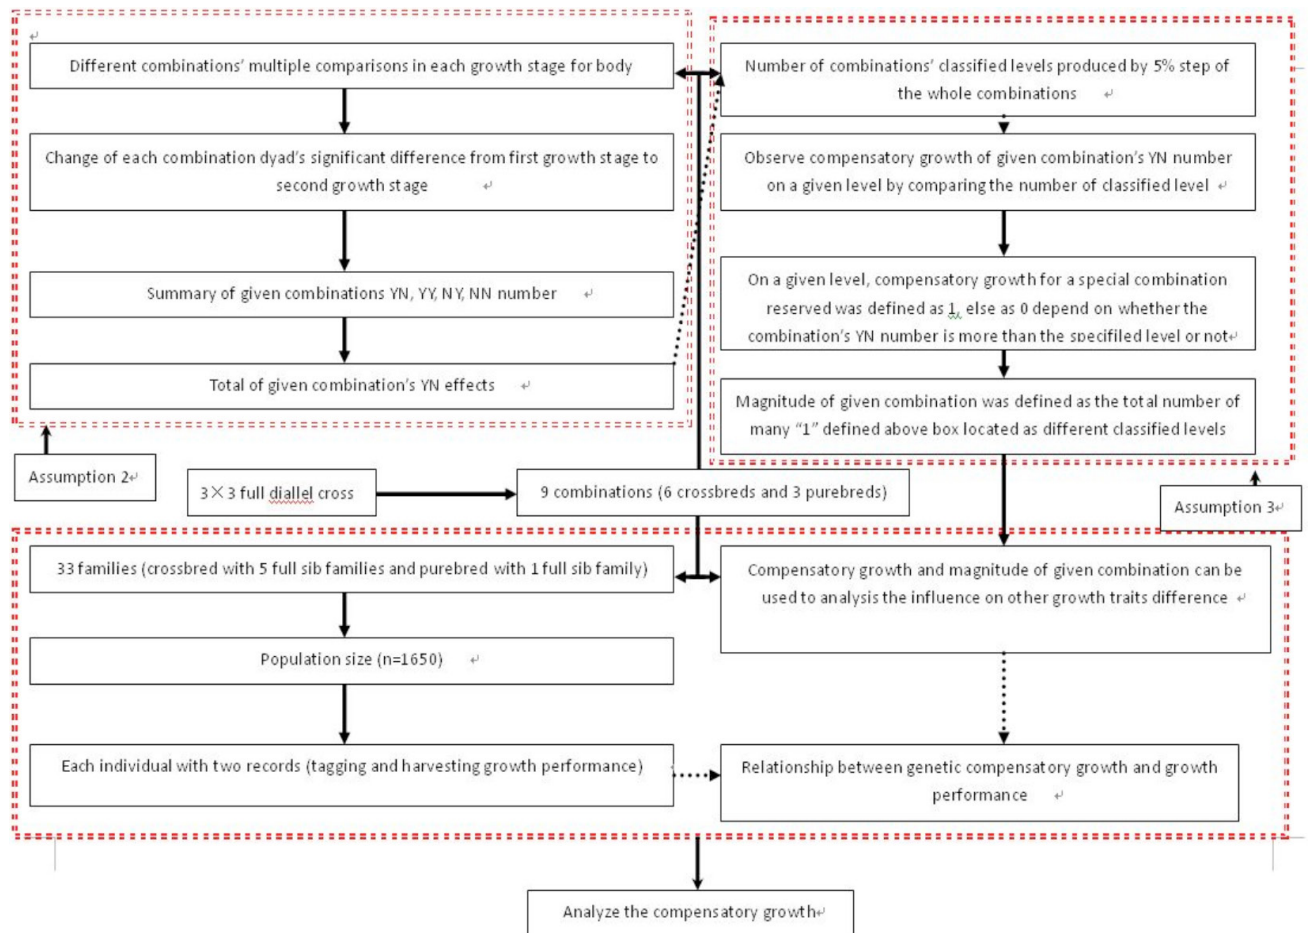 Different combinations’ multiple comparisons in each growth stage for body
Change of each combination dyad’s significant difference from first growth stage to
second growth stage
Summary of given combinations YN, YY, NY, NN number
Total of given combination’s YN effects
Assumption 2
Number of combinations’ classified levels produced by 5% step of
the whole combinations
Observe compensatory growth of given combination’s YN number
on a given level by comparing the number of classified level
On a given level, compensatory growth for a special combination
reserved was defined as 1, else as 0 depend on whether the
combination’s YN number is more than the specifiled level or not
Magnitude of given combination was defined as the total number of
many “1” defined above box located as different classified levels
Assumption 3
3×3 full diallel cross
9 combinations (6 crossbreds and 3 purebreds)
33 families (crossbred with 5 full sib families and purebred with 1 full sib family)
Population size (n=1650)
Each individual with two records (tagging and harvesting growth performance)
Compensatory growth and magnitude of given combination can be
used to analysis the influence on other growth traits difference
Relationship between genetic compensatory growth and growth
performance
Analyze the compensatory growth